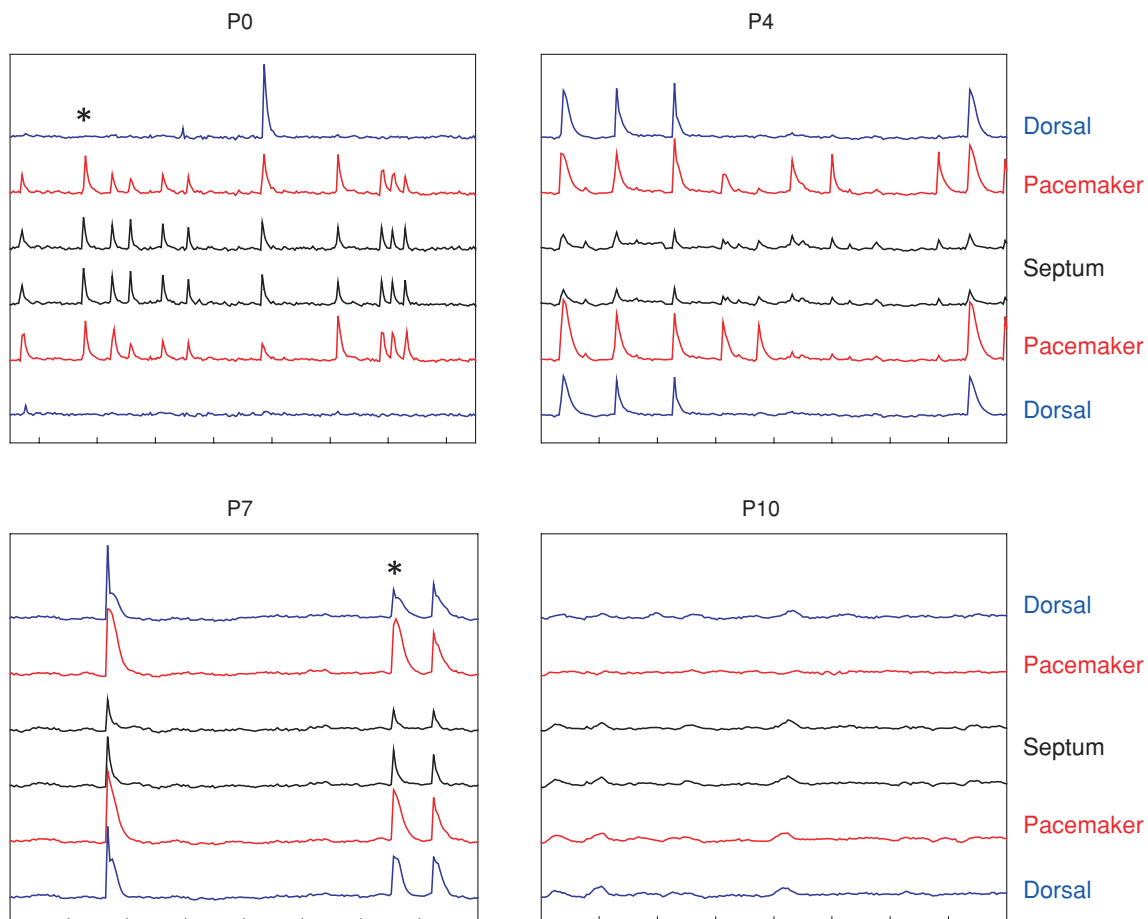 P0
P4
*
Dorsal
Pacemaker
Septum
Pacemaker
Dorsal
P7
P10
*
Dorsal
Pacemaker
Septum
Pacemaker
Dorsal